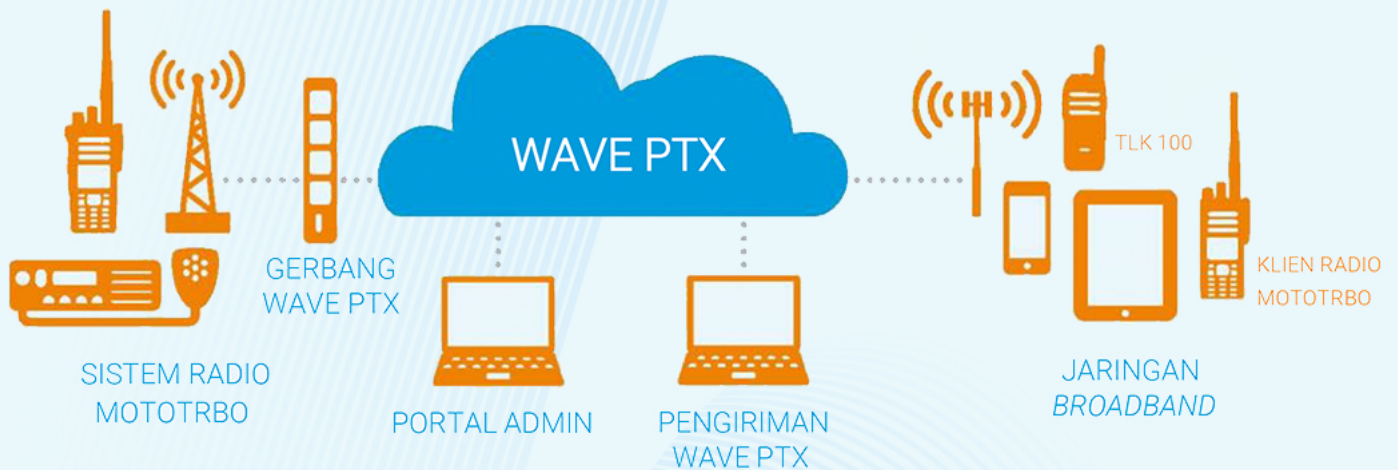 WAVE PTX
TLK 100
GERBANG
WAVE PTX
KLIEN RADIO
MOTOTRBO
SISTEM RADIO
MOTOTRBO
PORTAL ADMIN
PENGIRIMAN
WAVE PTX
JARINGAN
BROADBAND